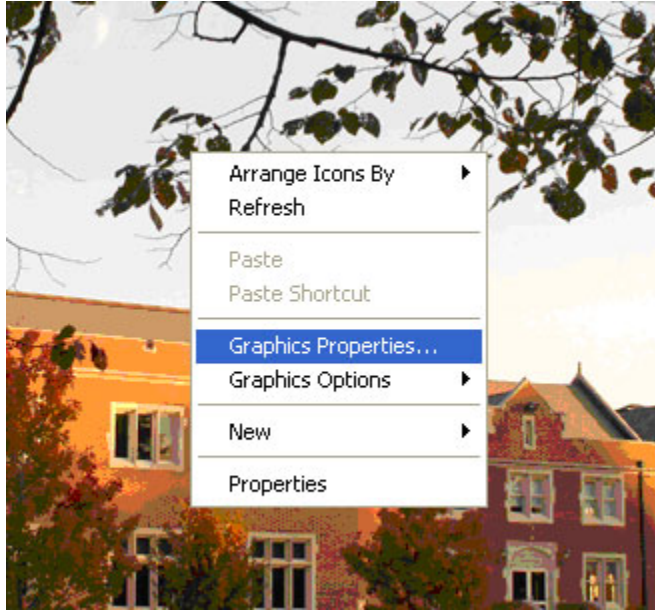 Arrange Icons By
Refresh
Paste
Paste Shortcut
Graphics Properties...
Graphics Options
New
Properties